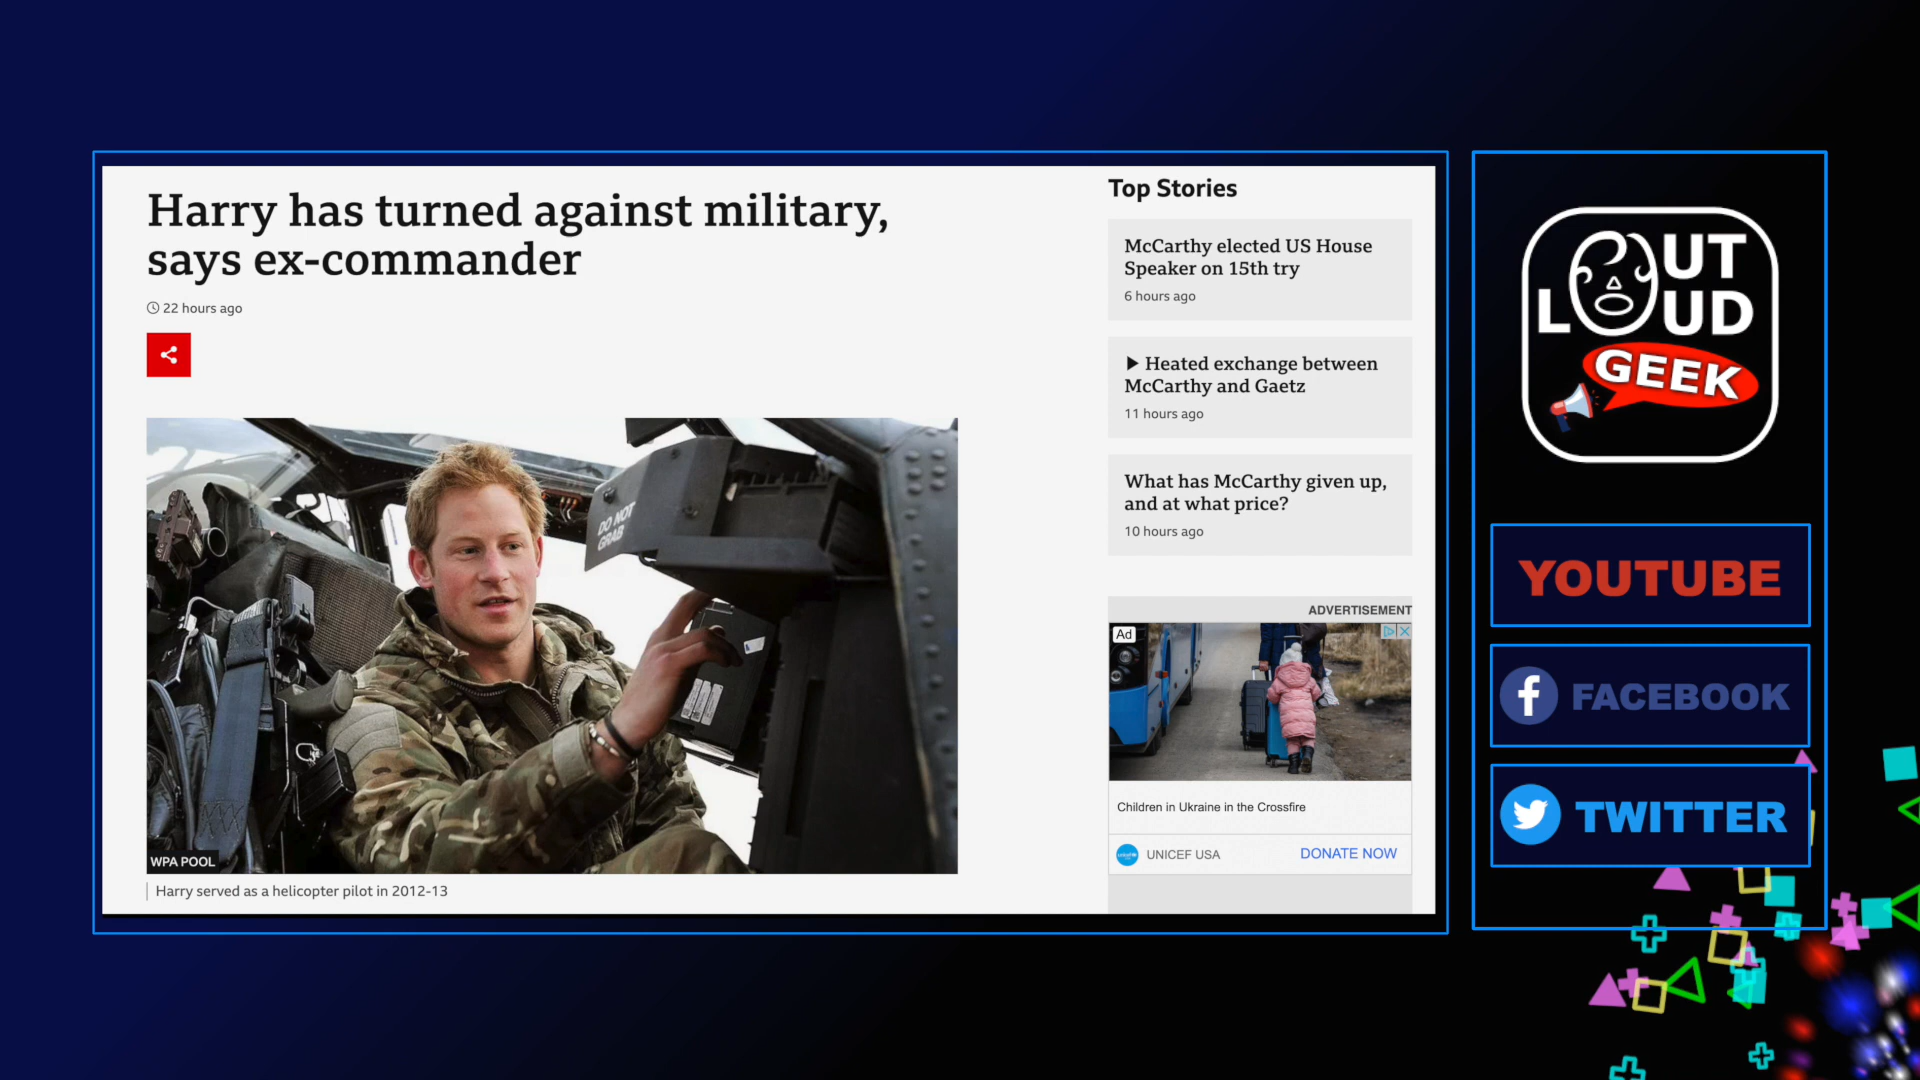 Harry has turned against military,
says ex-commander
22 hours ago
DO NOT
GRAB
WPA POOL
Harry served as a helicopter pilot in 2012-13
Top Stories
McCarthy elected US House
Speaker on 15th try
6 hours ago
Heated exchange between
McCarthy and Gaetz
11 hours ago
What has McCarthy given up,
and at what price?
10 hours ago
ADVERTISEMENT
Ad
Children in Ukraine in the Crossfire
UNICEF USA
DONATE NOW
OUT
LOUD
GEEK
YOUTUBE
f FACEBOOK
TWITTER